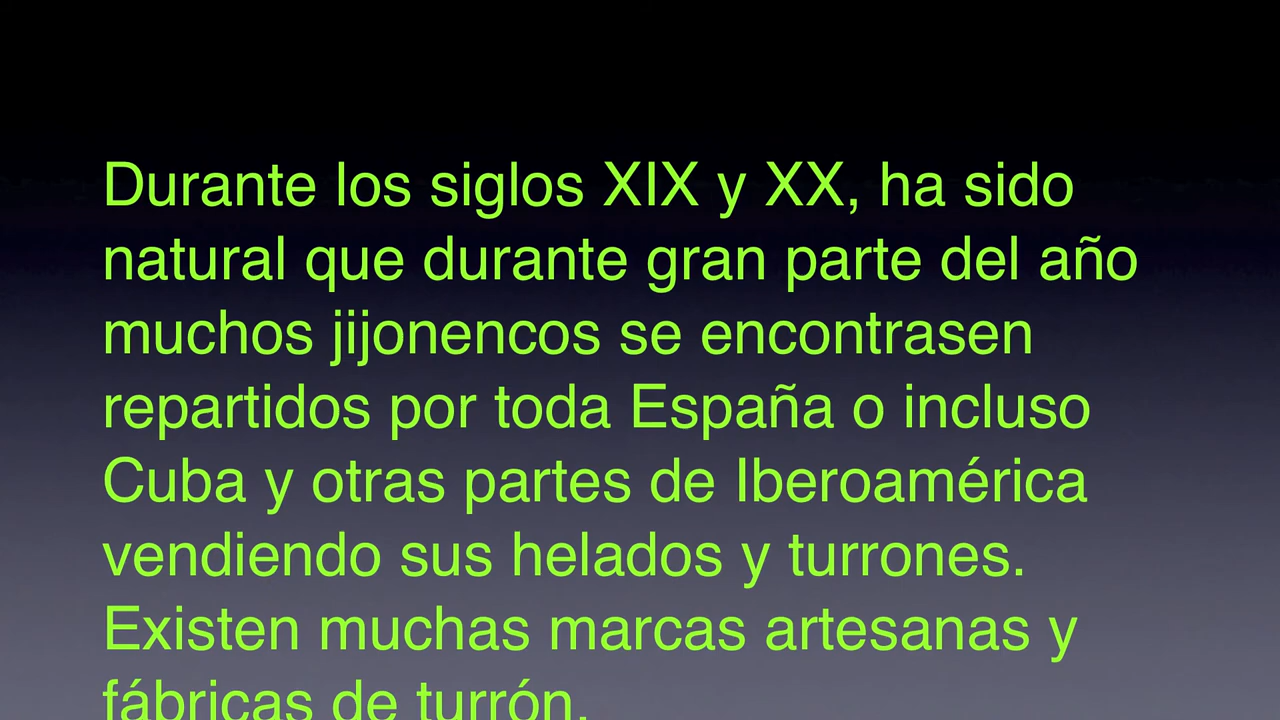 Durante los siglos XIX y XX, ha sido
natural que durante gran parte del año
muchos jijonencos se encontrasen
repartidos por toda España o incluso
Cuba y otras partes de Iberoamérica
vendiendo sus helados y turrones.
Existen muchas marcas artesanas y
fábricas de turrón.